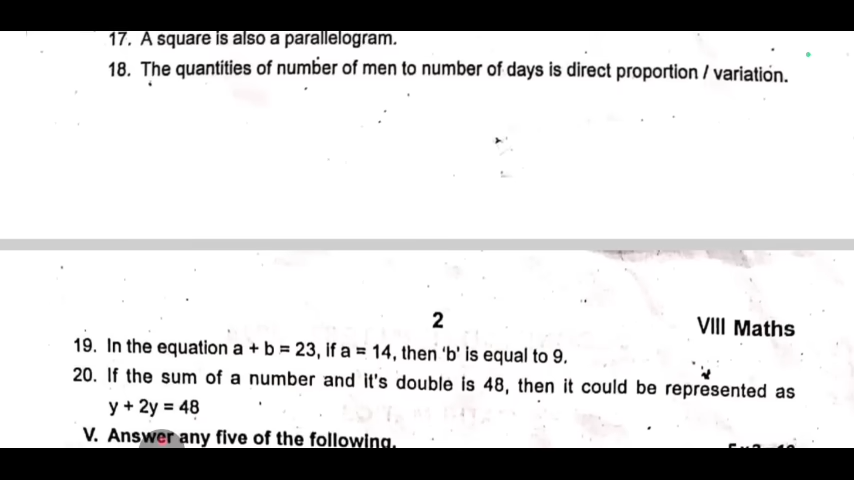 17. A square is also a parallelogram.
18. The quantities of number of men to number of days is direct proportion / variation.
2
VIII Maths
19. In the equation a + b = 23, if a = 14, then 'b' is equal to 9.
20. If the sum of a number and it's double is 48, then it could be represented as
y + 2y = 48
V. Answer any five of the following.